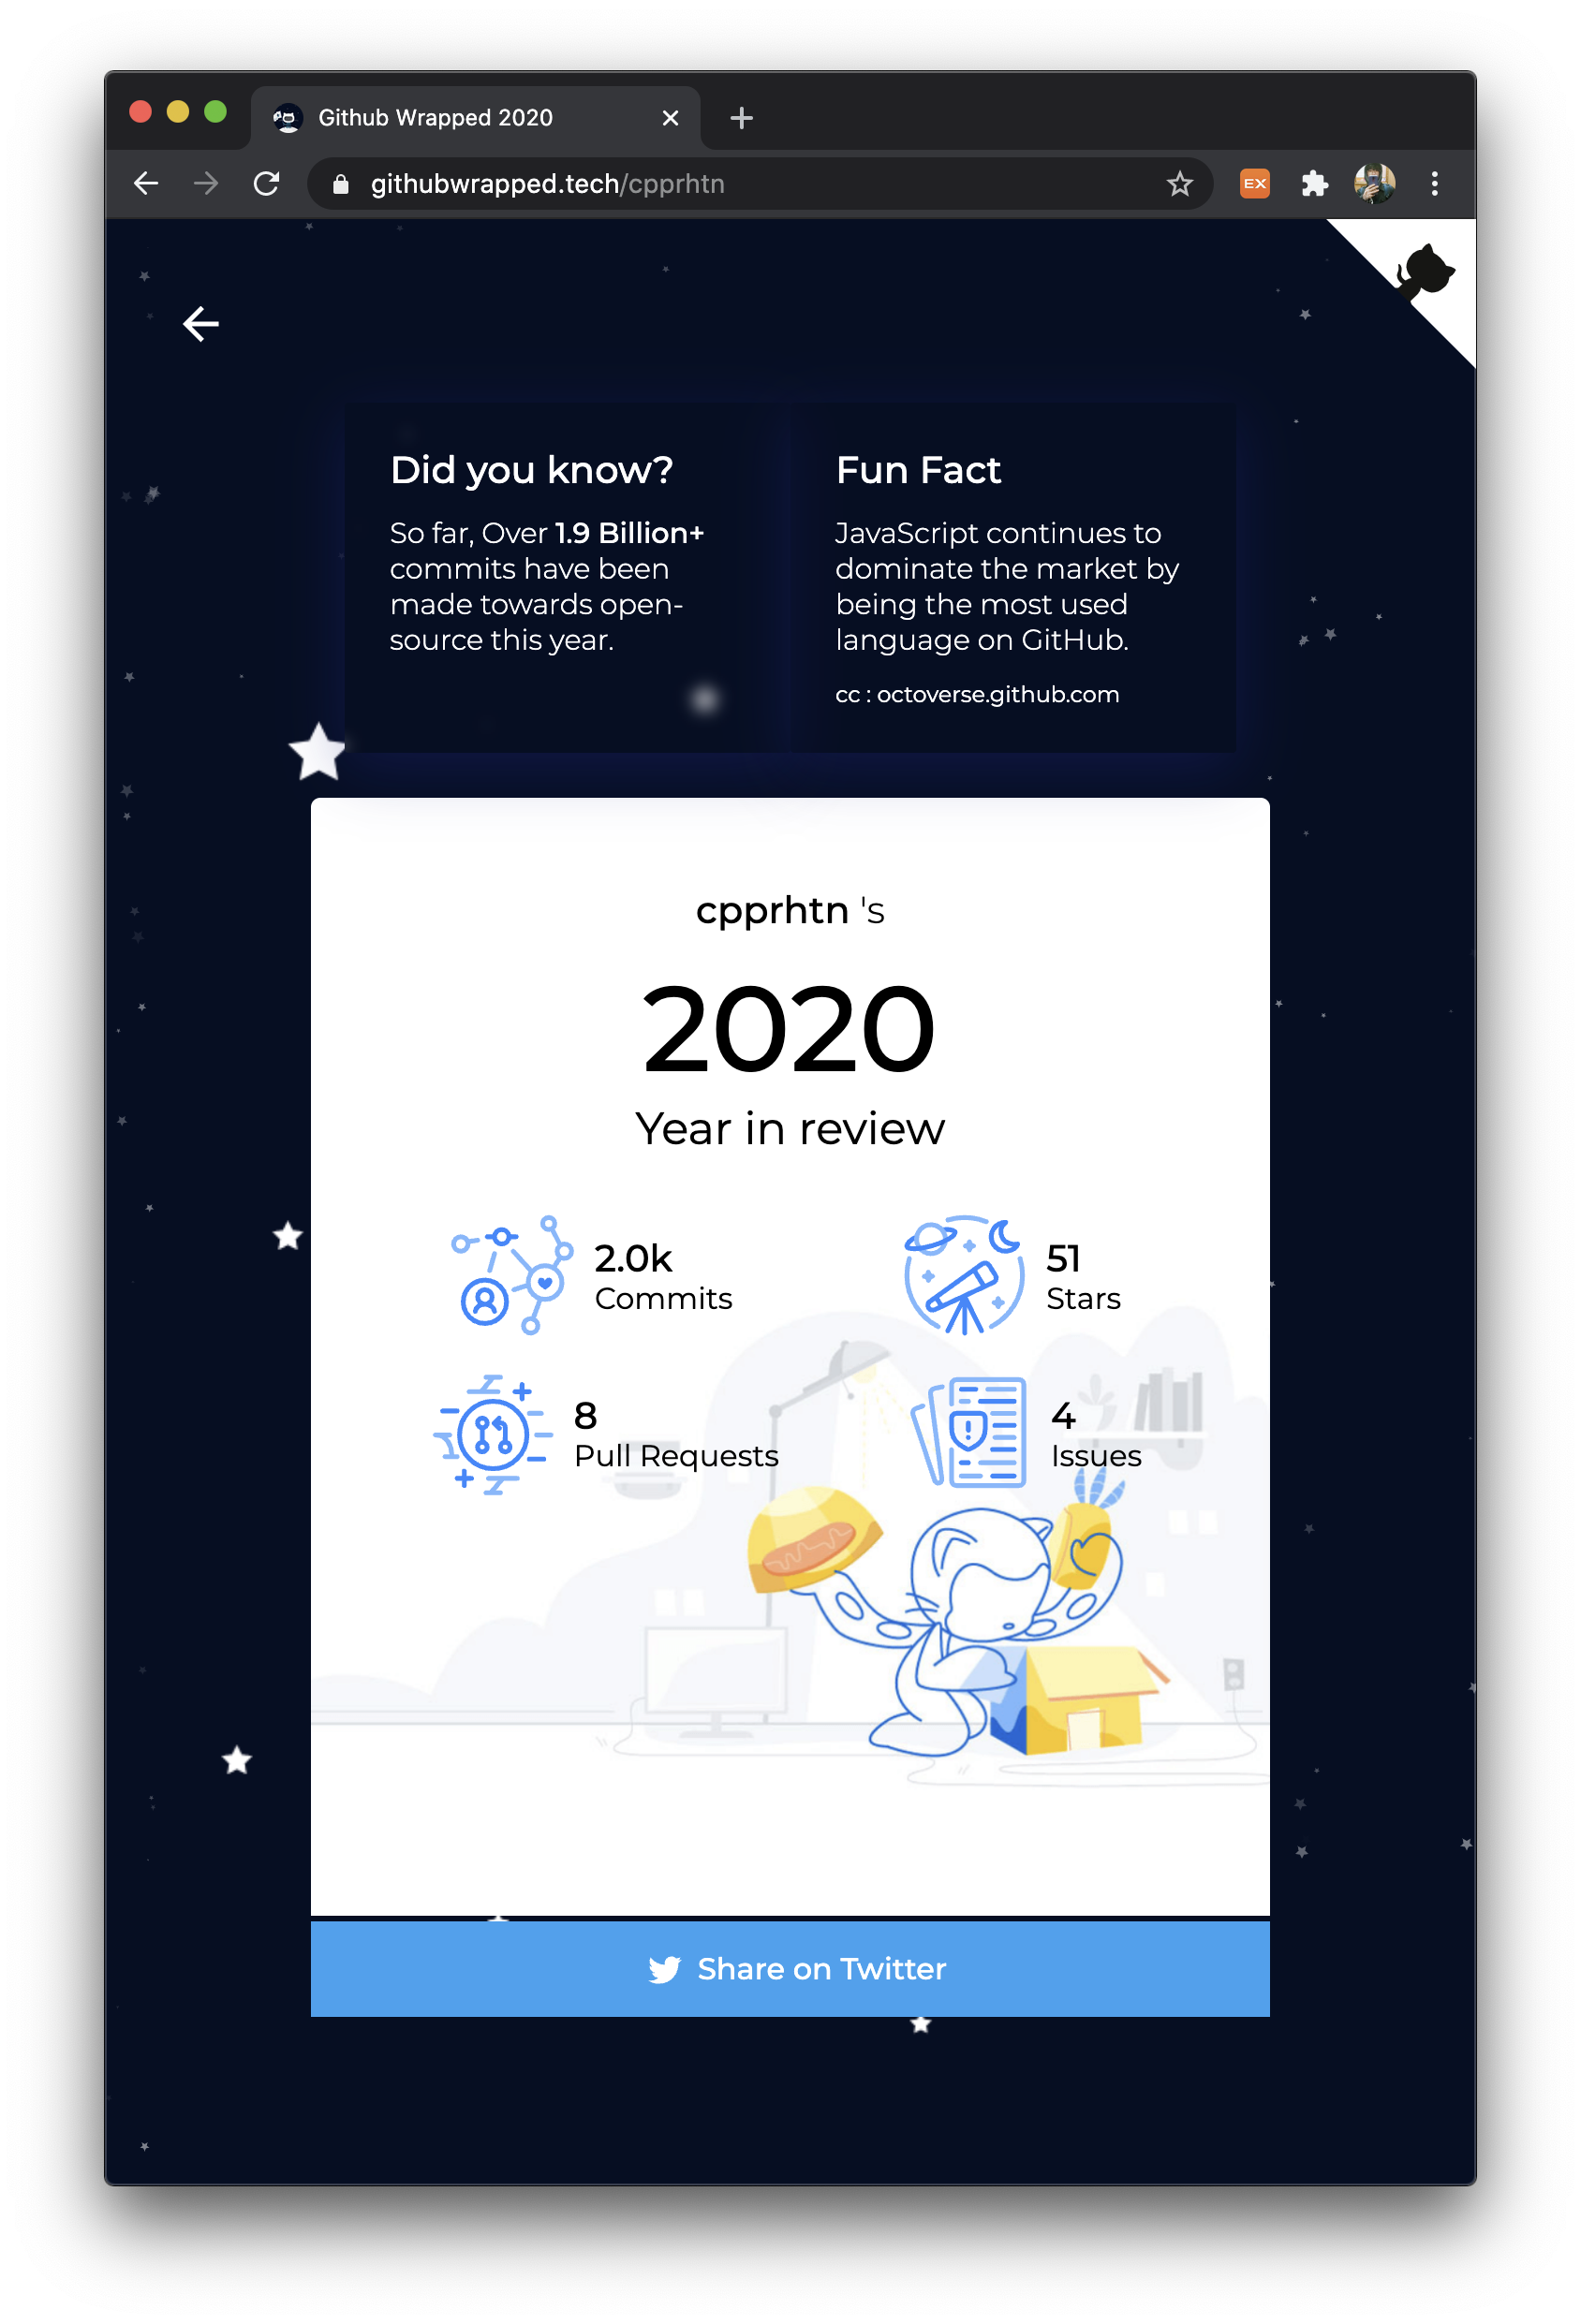 Github Wrapped 2020
githubwrapped.tech/cpprhtn
EX
Did you know?
So far, Over 1.9 Billion+
commits have been
made towards open-
source this year.
Fun Fact
JavaScript continues to
dominate the market by
being the most used
language on GitHub.
cc : octoverse.github.com
cpprhtn 's
2020
Year in review
2.0k
Commits
51
Stars
8
Pull Requests
4
Issues
Share on Twitter